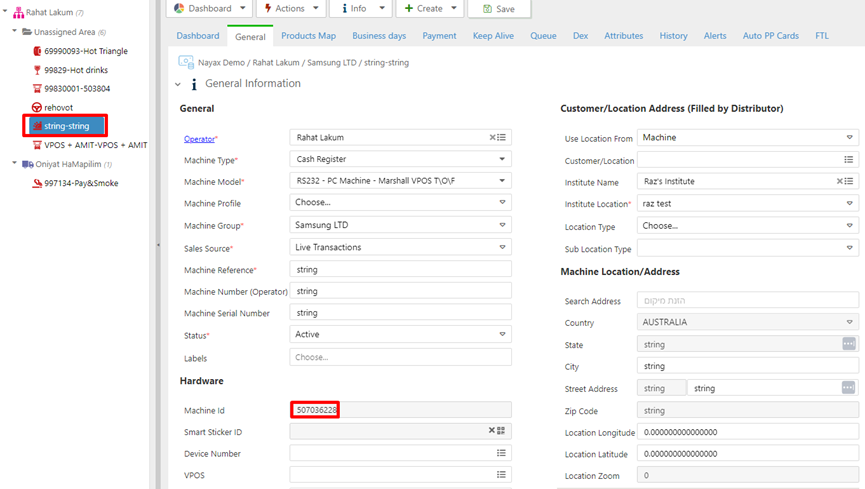 Rahat Lakum (7)
Unassigned Area (6)
69990093-Hot Triangle
99829-Hot drinks
99830001-503804
rehovot
string-string
VPOS + AMIT-VPOS + AMIT
Oniyat HaMapilim (1)
997134-Pay&Smoke
Dashboard Actions Info Create Save
Dashboard General Products Map Business days Payment Keep Alive Queue Dex Attributes History Alerts Auto PP Cards FTL
Nayax Demo / Rahat Lakum / Samsung LTD / string-string
General Information
General
Operator* Rahat Lakum
Machine Type* Cash Register
Machine Model* RS232 - PC Machine - Marshall VPOS T\O\F
Machine Profile Choose...
Machine Group* Samsung LTD
Sales Source* Live Transactions
Machine Reference* string
Machine Number (Operator) string
Machine Serial Number string
Status* Active
Labels Choose...
Hardware
Machine Id 507036228
Smart Sticker ID
Device Number
VPOS
Customer/Location Address (Filled by Distributor)
Use Location From Machine
Customer/Location
Institute Name Raz's Institute
Institute Location* raz test
Location Type Choose...
Sub Location Type
Machine Location/Address
Search Address הזנת מיקום
Country AUSTRALIA
State string
City string
Street Address string string
Zip Code string
Location Longitude 0.000000000000000
Location Latitude 0.000000000000000
Location Zoom 0